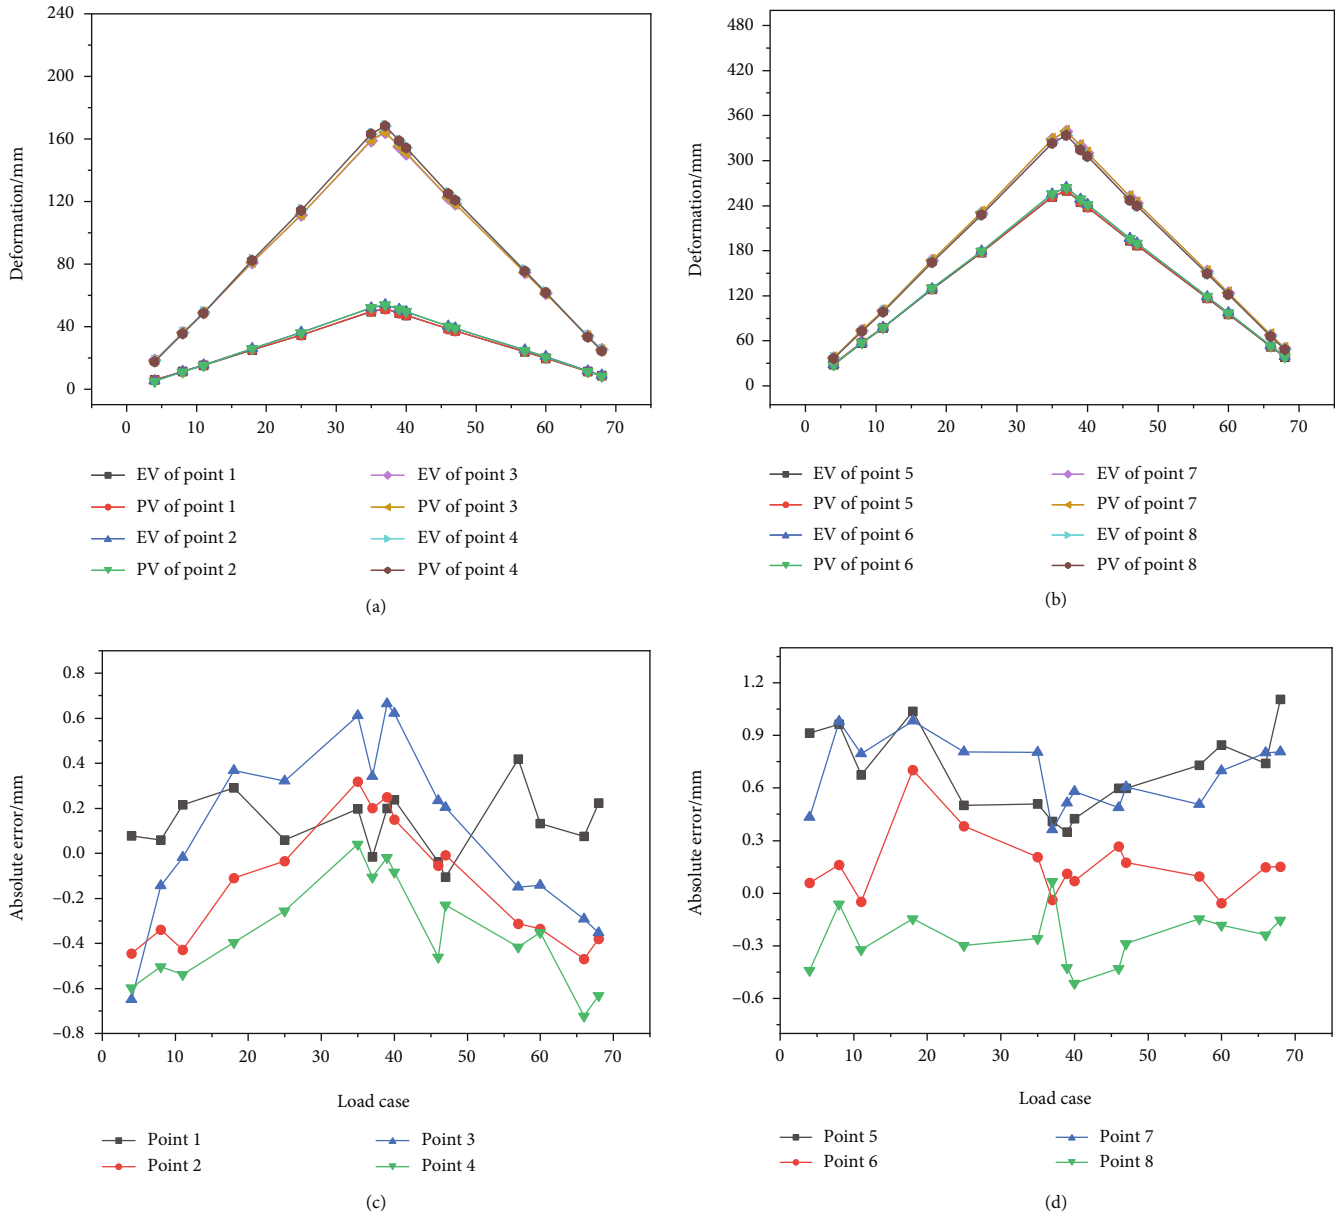 240
200
160
120
80
40
0
Deformation/mm
0 10 20 30 40 50 60 70
EV of point 1
PV of point 1
EV of point 2
PV of point 2
EV of point 3
PV of point 3
EV of point 4
PV of point 4
(a)
480
420
360
300
240
180
120
60
0
Deformation/mm
0 10 20 30 40 50 60 70
EV of point 5
PV of point 5
EV of point 6
PV of point 6
EV of point 7
PV of point 7
EV of point 8
PV of point 8
(b)
0.8
0.6
0.4
0.2
0.0
–0.2
–0.4
–0.6
–0.8
Absolute error/mm
0 10 20 30 40 50 60 70
Load case
Point 1
Point 2
Point 3
Point 4
(c)
1.2
0.9
0.6
0.3
0.0
–0.3
–0.6
Absolute error/mm
0 10 20 30 40 50 60 70
Load case
Point 5
Point 6
Point 7
Point 8
(d)